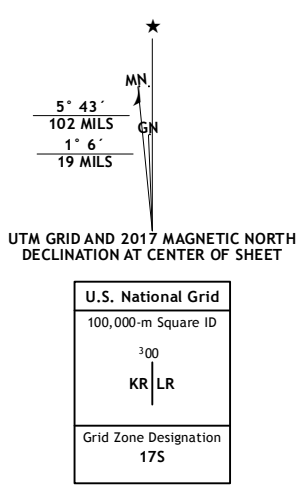 ★
MN.
5° 43´
102 MILS
GN
1° 6´
19 MILS
UTM GRID AND 2017 MAGNETIC NORTH
DECLINATION AT CENTER OF SHEET
U.S. National Grid
100,000-m Square ID
³00
KR LR
Grid Zone Designation
17S